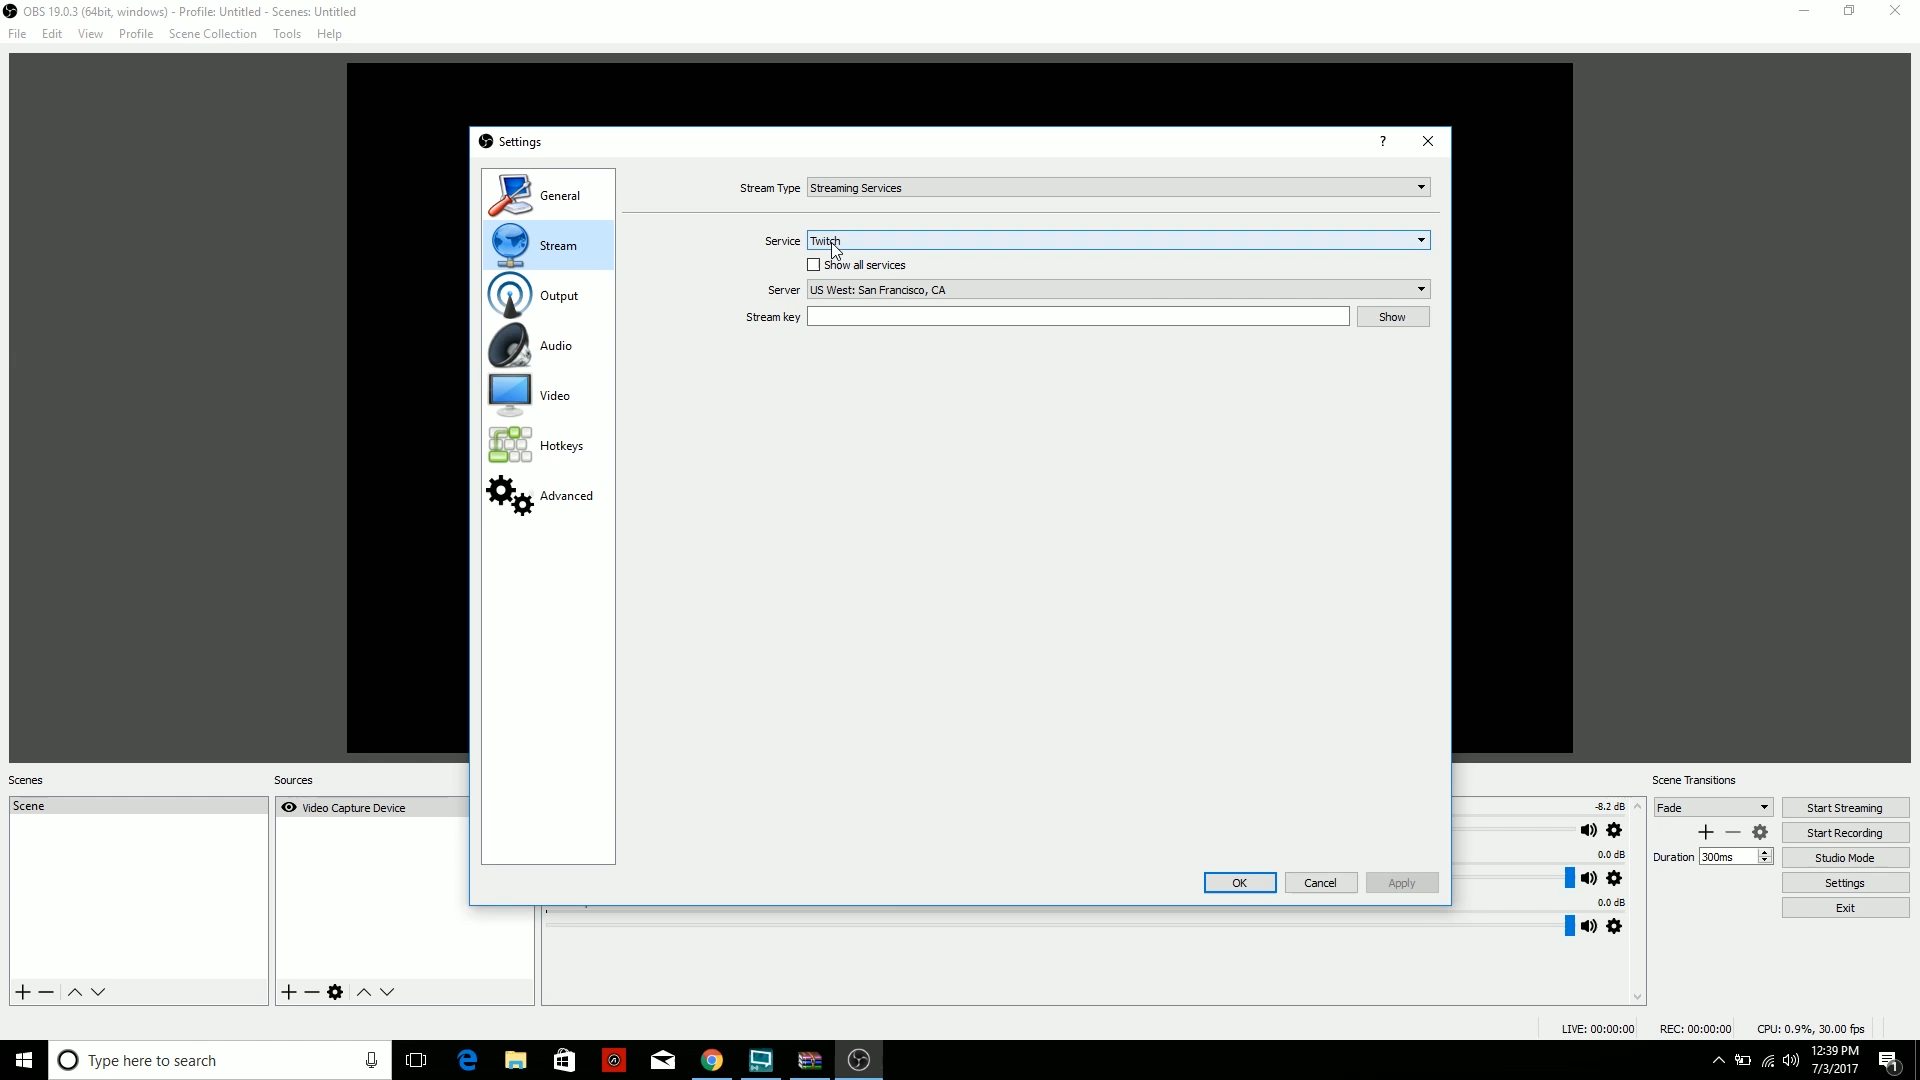 OBS 19.0.3 (64bit, windows) - Profile: Untitled - Scenes: Untitled
File Edit View Profile Scene Collection Tools Help
Settings ?
General
Stream
Output
Audio
Video
Hotkeys
Advanced
Stream Type Streaming Services
Service Twitch
Show all services
Server US West: San Francisco, CA
Stream key Show
OK Cancel Apply
Scenes
Scene
Sources
Video Capture Device
-8.2 dB
0.0 dB
0.0 dB
Scene Transitions
Fade
Duration 300ms
Start Streaming
Start Recording
Studio Mode
Settings
Exit
LIVE: 00:00:00 REC: 00:00:00 CPU: 0.9%, 30.00 fps
Type here to search
12:39 PM
7/3/2017
1